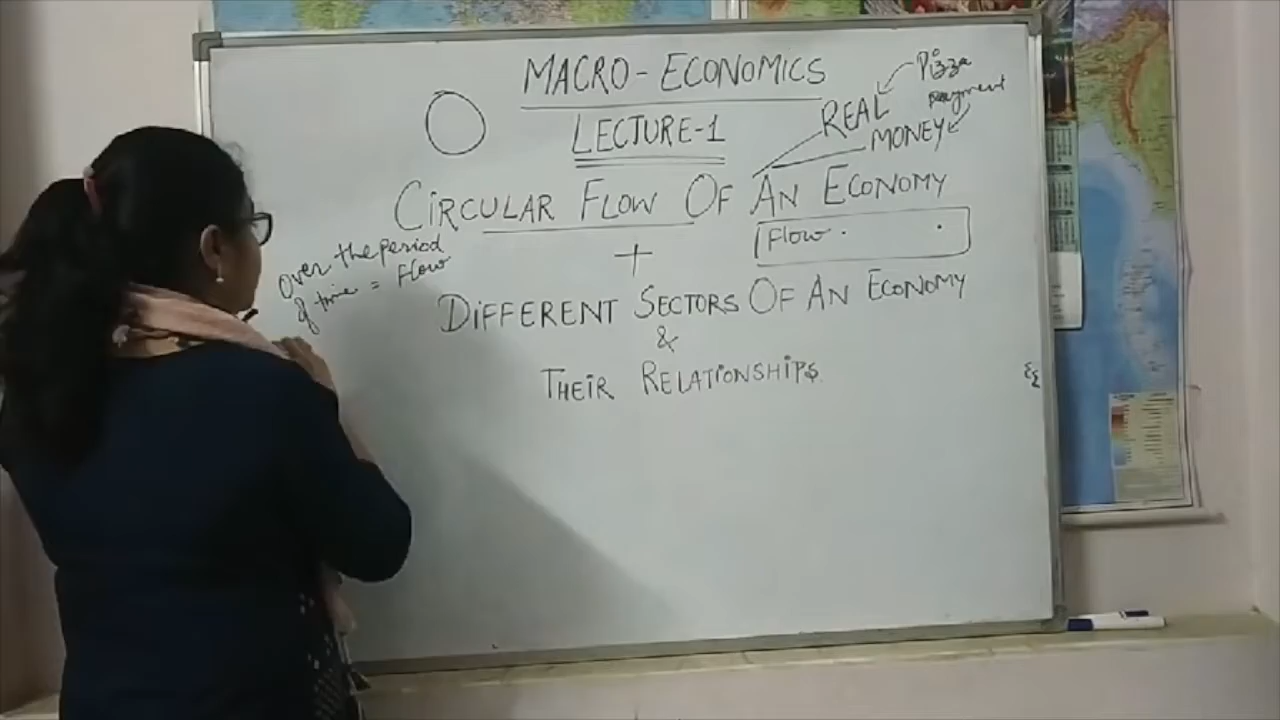 MACRO-ECONOMICS
LECTURE-1
REAL
Pizza
payment
MONEY
CIRCULAR FLOW OF AN ECONOMY
Flow.
Over the period
of time = Flow
+
DIFFERENT SECTORS OF AN ECONOMY
&
THEIR RELATIONSHIPS